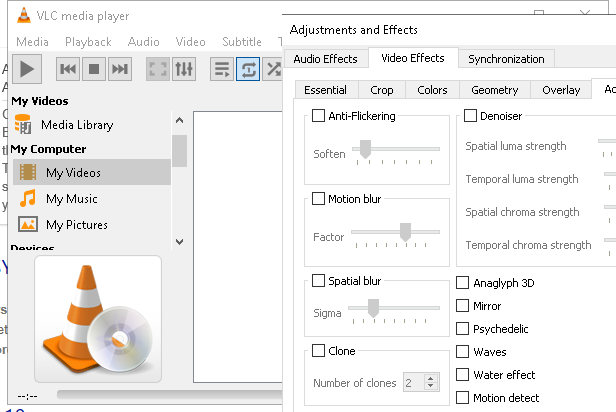 VLC media player
Media Playback Audio Video Subtitle
My Videos
Media Library
My Computer
My Videos
My Music
My Pictures
Devices
--:--
Adjustments and Effects
Audio Effects Video Effects Synchronization
Essential Crop Colors Geometry Overlay
Anti-Flickering
Soften
Motion blur
Factor
Spatial blur
Sigma
Clone
Number of clones 2
Denoiser
Spatial luma strength
Temporal luma strength
Spatial chroma strength
Temporal chroma strength
Anaglyph 3D
Mirror
Psychedelic
Waves
Water effect
Motion detect